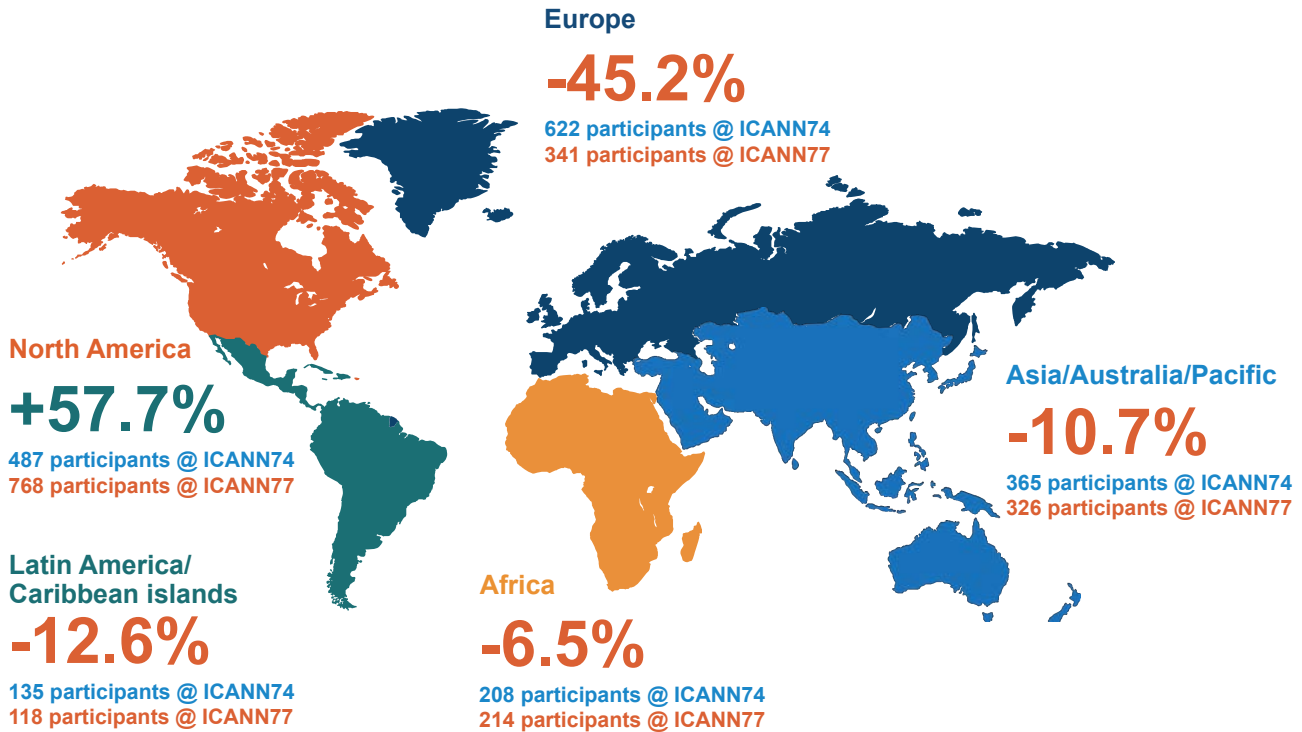 Europe
-45.2%
622 participants @ ICANN74
341 participants @ ICANN77
North America
+57.7%
487 participants @ ICANN74
768 participants @ ICANN77
Asia/Australia/Pacific
-10.7%
365 participants @ ICANN74
326 participants @ ICANN77
Latin America/
Caribbean islands
-12.6%
135 participants @ ICANN74
118 participants @ ICANN77
Africa
-6.5%
208 participants @ ICANN74
214 participants @ ICANN77